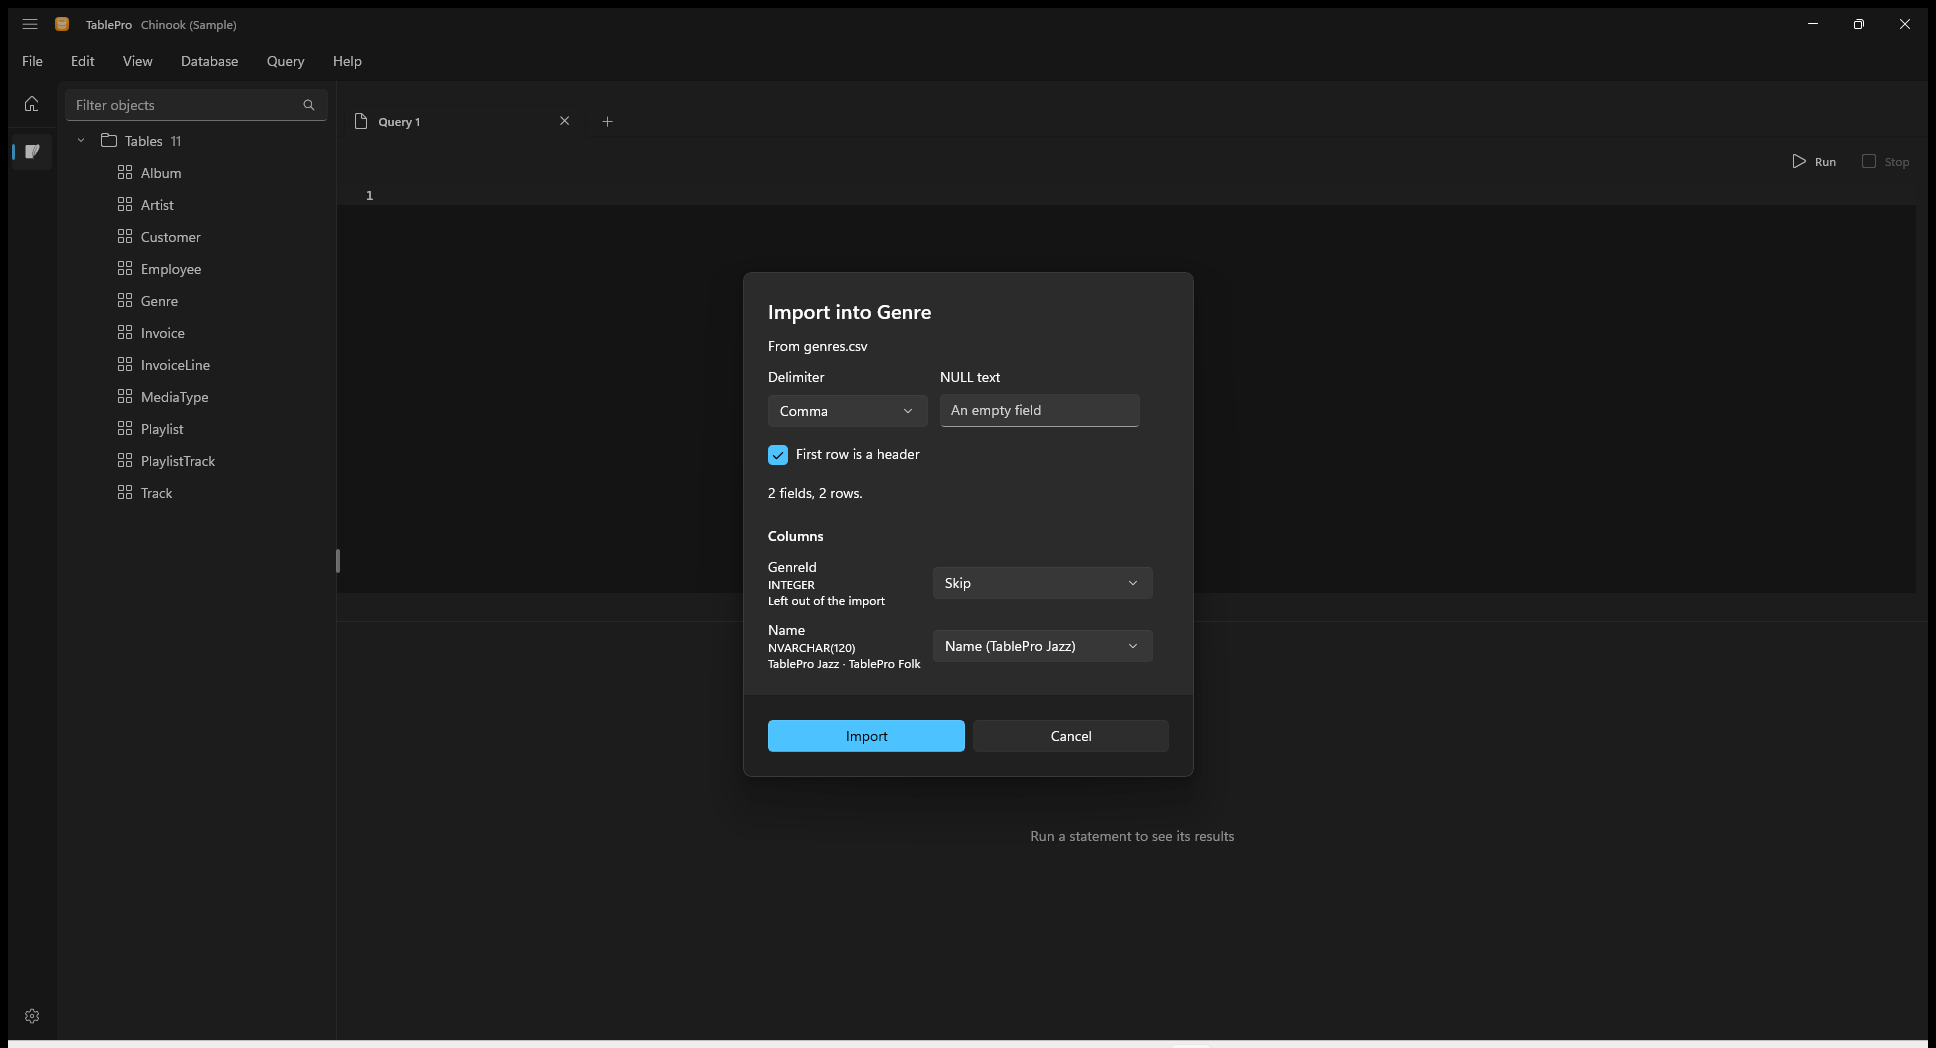 TablePro Chinook (Sample)
File Edit View Database Query Help
Filter objects
Tables 11
Album
Artist
Customer
Employee
Genre
Invoice
InvoiceLine
MediaType
Playlist
PlaylistTrack
Track
Query 1
Run Stop
1
Import into Genre
From genres.csv
Delimiter NULL text
Comma An empty field
First row is a header
2 fields, 2 rows.
Columns
GenreId
INTEGER
Left out of the import
Skip
Name
NVARCHAR(120)
TablePro Jazz · TablePro Folk
Name (TablePro Jazz)
Import Cancel
Run a statement to see its results